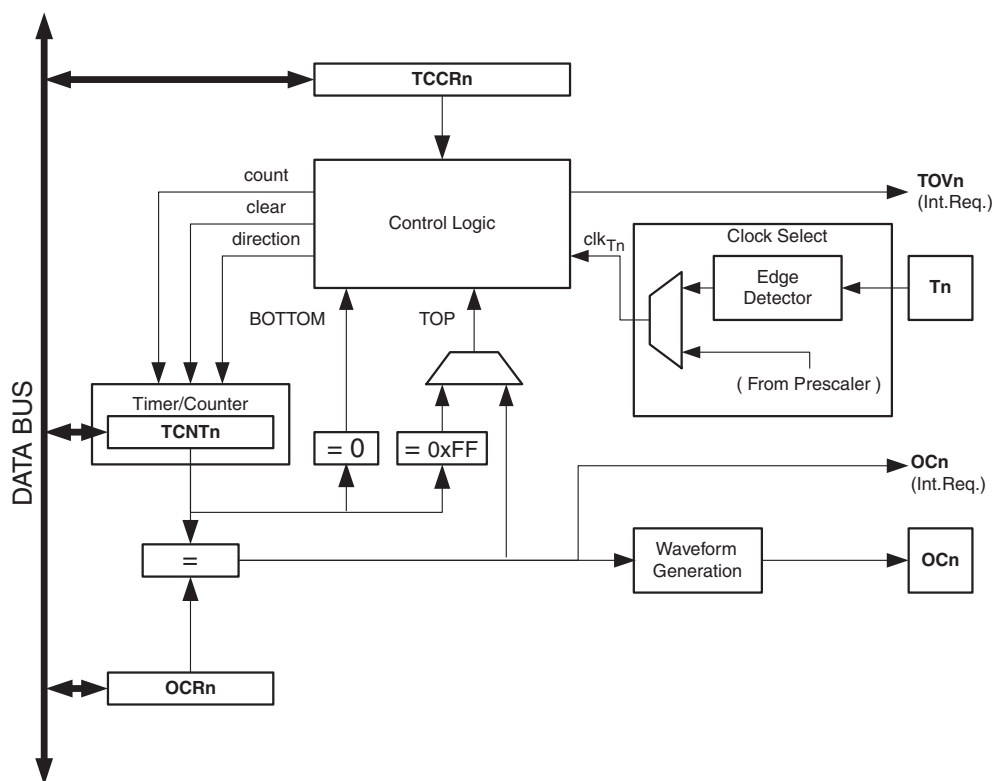 TCCRn
count
clear
direction
Control Logic
TOVn
(Int.Req.)
clkTn
Clock Select
Edge
Detector
Tn
( From Prescaler )
BOTTOM
TOP
Timer/Counter
TCNTn
= 0
= 0xFF
DATA BUS
OCn
(Int.Req.)
=
Waveform
Generation
OCn
OCRn